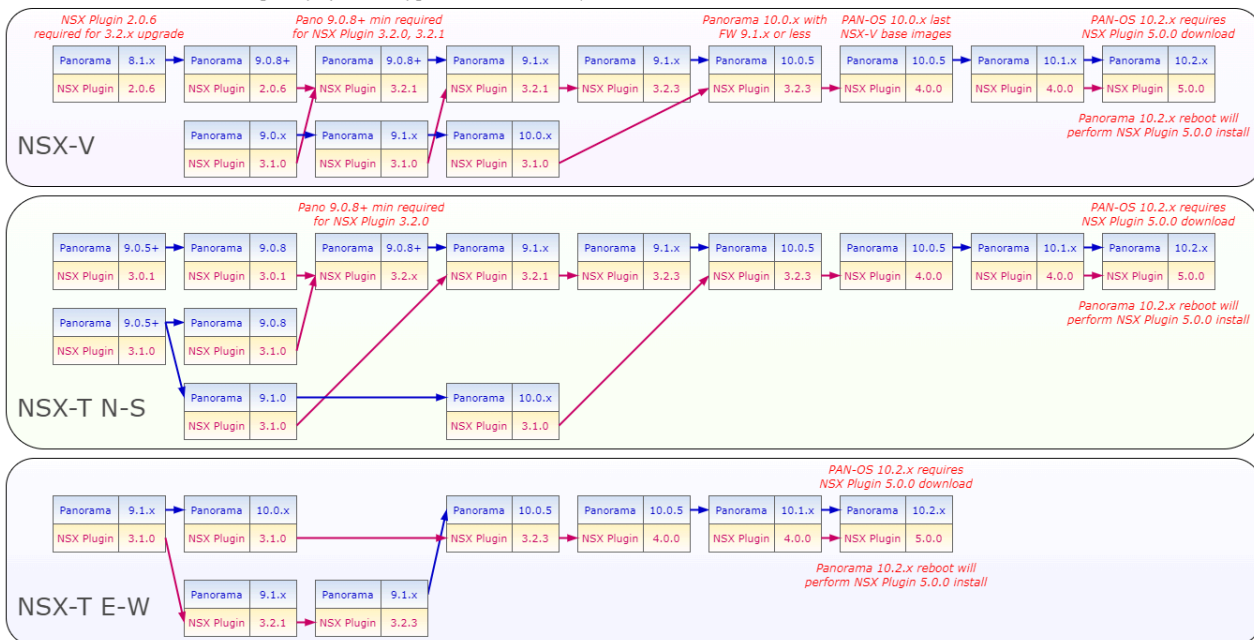 NSX Plugin 2.0.6
required for 3.2.x upgrade
Pano 9.0.8+ min required
for NSX Plugin 3.2.0, 3.2.1
Panorama 10.0.x with
FW 9.1.x or less
PAN-OS 10.0.x last
NSX-V base images
PAN-OS 10.2.x requires
NSX Plugin 5.0.0 download
Panorama 8.1.x Panorama 9.0.8+ Panorama 9.0.8+ Panorama 9.1.x Panorama 9.1.x Panorama 10.0.5 Panorama 10.0.5 Panorama 10.1.x Panorama 10.2.x
NSX Plugin 2.0.6 NSX Plugin 2.0.6 NSX Plugin 3.2.1 NSX Plugin 3.2.1 NSX Plugin 3.2.3 NSX Plugin 3.2.3 NSX Plugin 4.0.0 NSX Plugin 4.0.0 NSX Plugin 5.0.0
Panorama 10.2.x reboot will
perform NSX Plugin 5.0.0 install
Panorama 9.0.x Panorama 9.1.x Panorama 10.0.x
NSX Plugin 3.1.0 NSX Plugin 3.1.0 NSX Plugin 3.1.0
NSX-V
Pano 9.0.8+ min required
for NSX Plugin 3.2.0
PAN-OS 10.2.x requires
NSX Plugin 5.0.0 download
Panorama 9.0.5+ Panorama 9.0.8 Panorama 9.0.8+ Panorama 9.1.x Panorama 9.1.x Panorama 10.0.5 Panorama 10.0.5 Panorama 10.1.x Panorama 10.2.x
NSX Plugin 3.0.1 NSX Plugin 3.0.1 NSX Plugin 3.2.x NSX Plugin 3.2.1 NSX Plugin 3.2.3 NSX Plugin 3.2.3 NSX Plugin 4.0.0 NSX Plugin 4.0.0 NSX Plugin 5.0.0
Panorama 10.2.x reboot will
perform NSX Plugin 5.0.0 install
Panorama 9.0.5+ Panorama 9.0.8
NSX Plugin 3.1.0 NSX Plugin 3.1.0
Panorama 9.1.0 Panorama 10.0.x
NSX Plugin 3.1.0 NSX Plugin 3.1.0
NSX-T N-S
PAN-OS 10.2.x requires
NSX Plugin 5.0.0 download
Panorama 9.1.x Panorama 10.0.x Panorama 10.0.5 Panorama 10.0.5 Panorama 10.1.x Panorama 10.2.x
NSX Plugin 3.1.0 NSX Plugin 3.1.0 NSX Plugin 3.2.3 NSX Plugin 4.0.0 NSX Plugin 4.0.0 NSX Plugin 5.0.0
Panorama 10.2.x reboot will
perform NSX Plugin 5.0.0 install
Panorama 9.1.x Panorama 9.1.x
NSX Plugin 3.2.1 NSX Plugin 3.2.3
NSX-T E-W